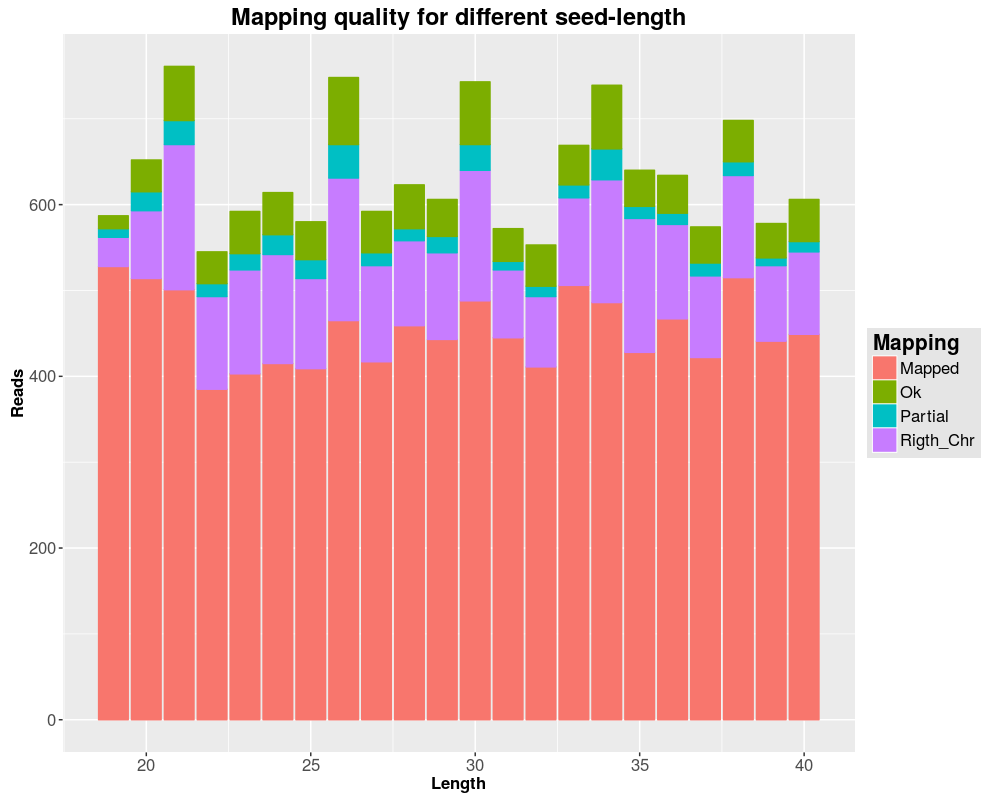 Mapping quality for different seed-length
Reads
600
400
200
0
20 25 30 35 40
Length
Mapping
Mapped
Ok
Partial
Rigth_Chr